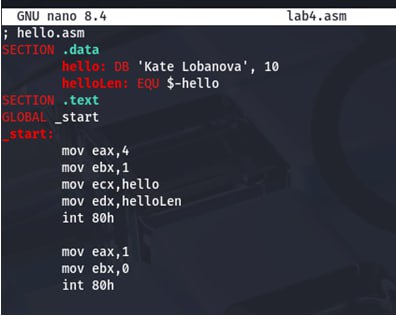 GNU nano 8.4 lab4.asm
; hello.asm
SECTION .data
hello: DB 'Kate Lobanova', 10
helloLen: EQU $-hello
SECTION .text
GLOBAL _start
_start:
mov eax,4
mov ebx,1
mov ecx,hello
mov edx,helloLen
int 80h
mov eax,1
mov ebx,0
int 80h